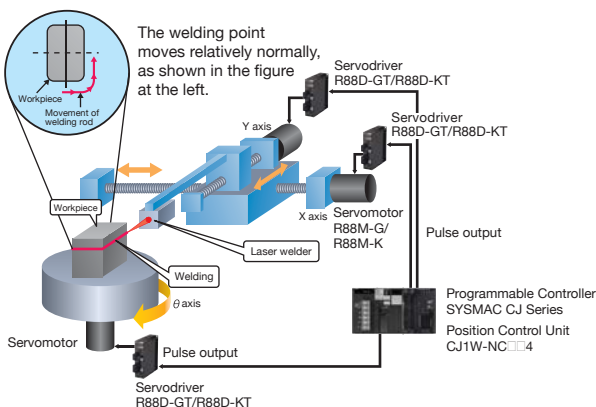 The welding point
moves relatively normally,
as shown in the figure
at the left.
Workpiece
Movement of
welding rod
Servodriver
R88D-GT/R88D-KT
Servodriver
R88D-GT/R88D-KT
Y axis
X axis
Servomotor
R88M-G/
R88M-K
Pulse output
Workpiece
Laser welder
Welding
θ axis
Programmable Controller
SYSMAC CJ Series
Position Control Unit
CJ1W-NC□□4
Servomotor
Pulse output
Servodriver
R88D-GT/R88D-KT